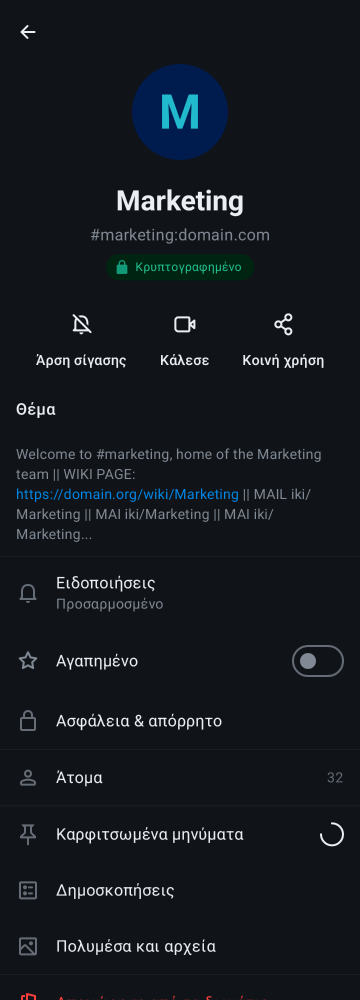 M
Marketing
#marketing:domain.com
Κρυπτογραφημένο
Άρση σίγασης Κάλεσε Κοινή χρήση
Θέμα
Welcome to #marketing, home of the Marketing
team || WIKI PAGE:
https://domain.org/wiki/Marketing || MAIL iki/
Marketing || MAI iki/Marketing || MAI iki/
Marketing...
Ειδοποιήσεις
Προσαρμοσμένο
Αγαπημένο
Ασφάλεια & απόρρητο
Άτομα 32
Καρφιτσωμένα μηνύματα
Δημοσκοπήσεις
Πολυμέσα και αρχεία